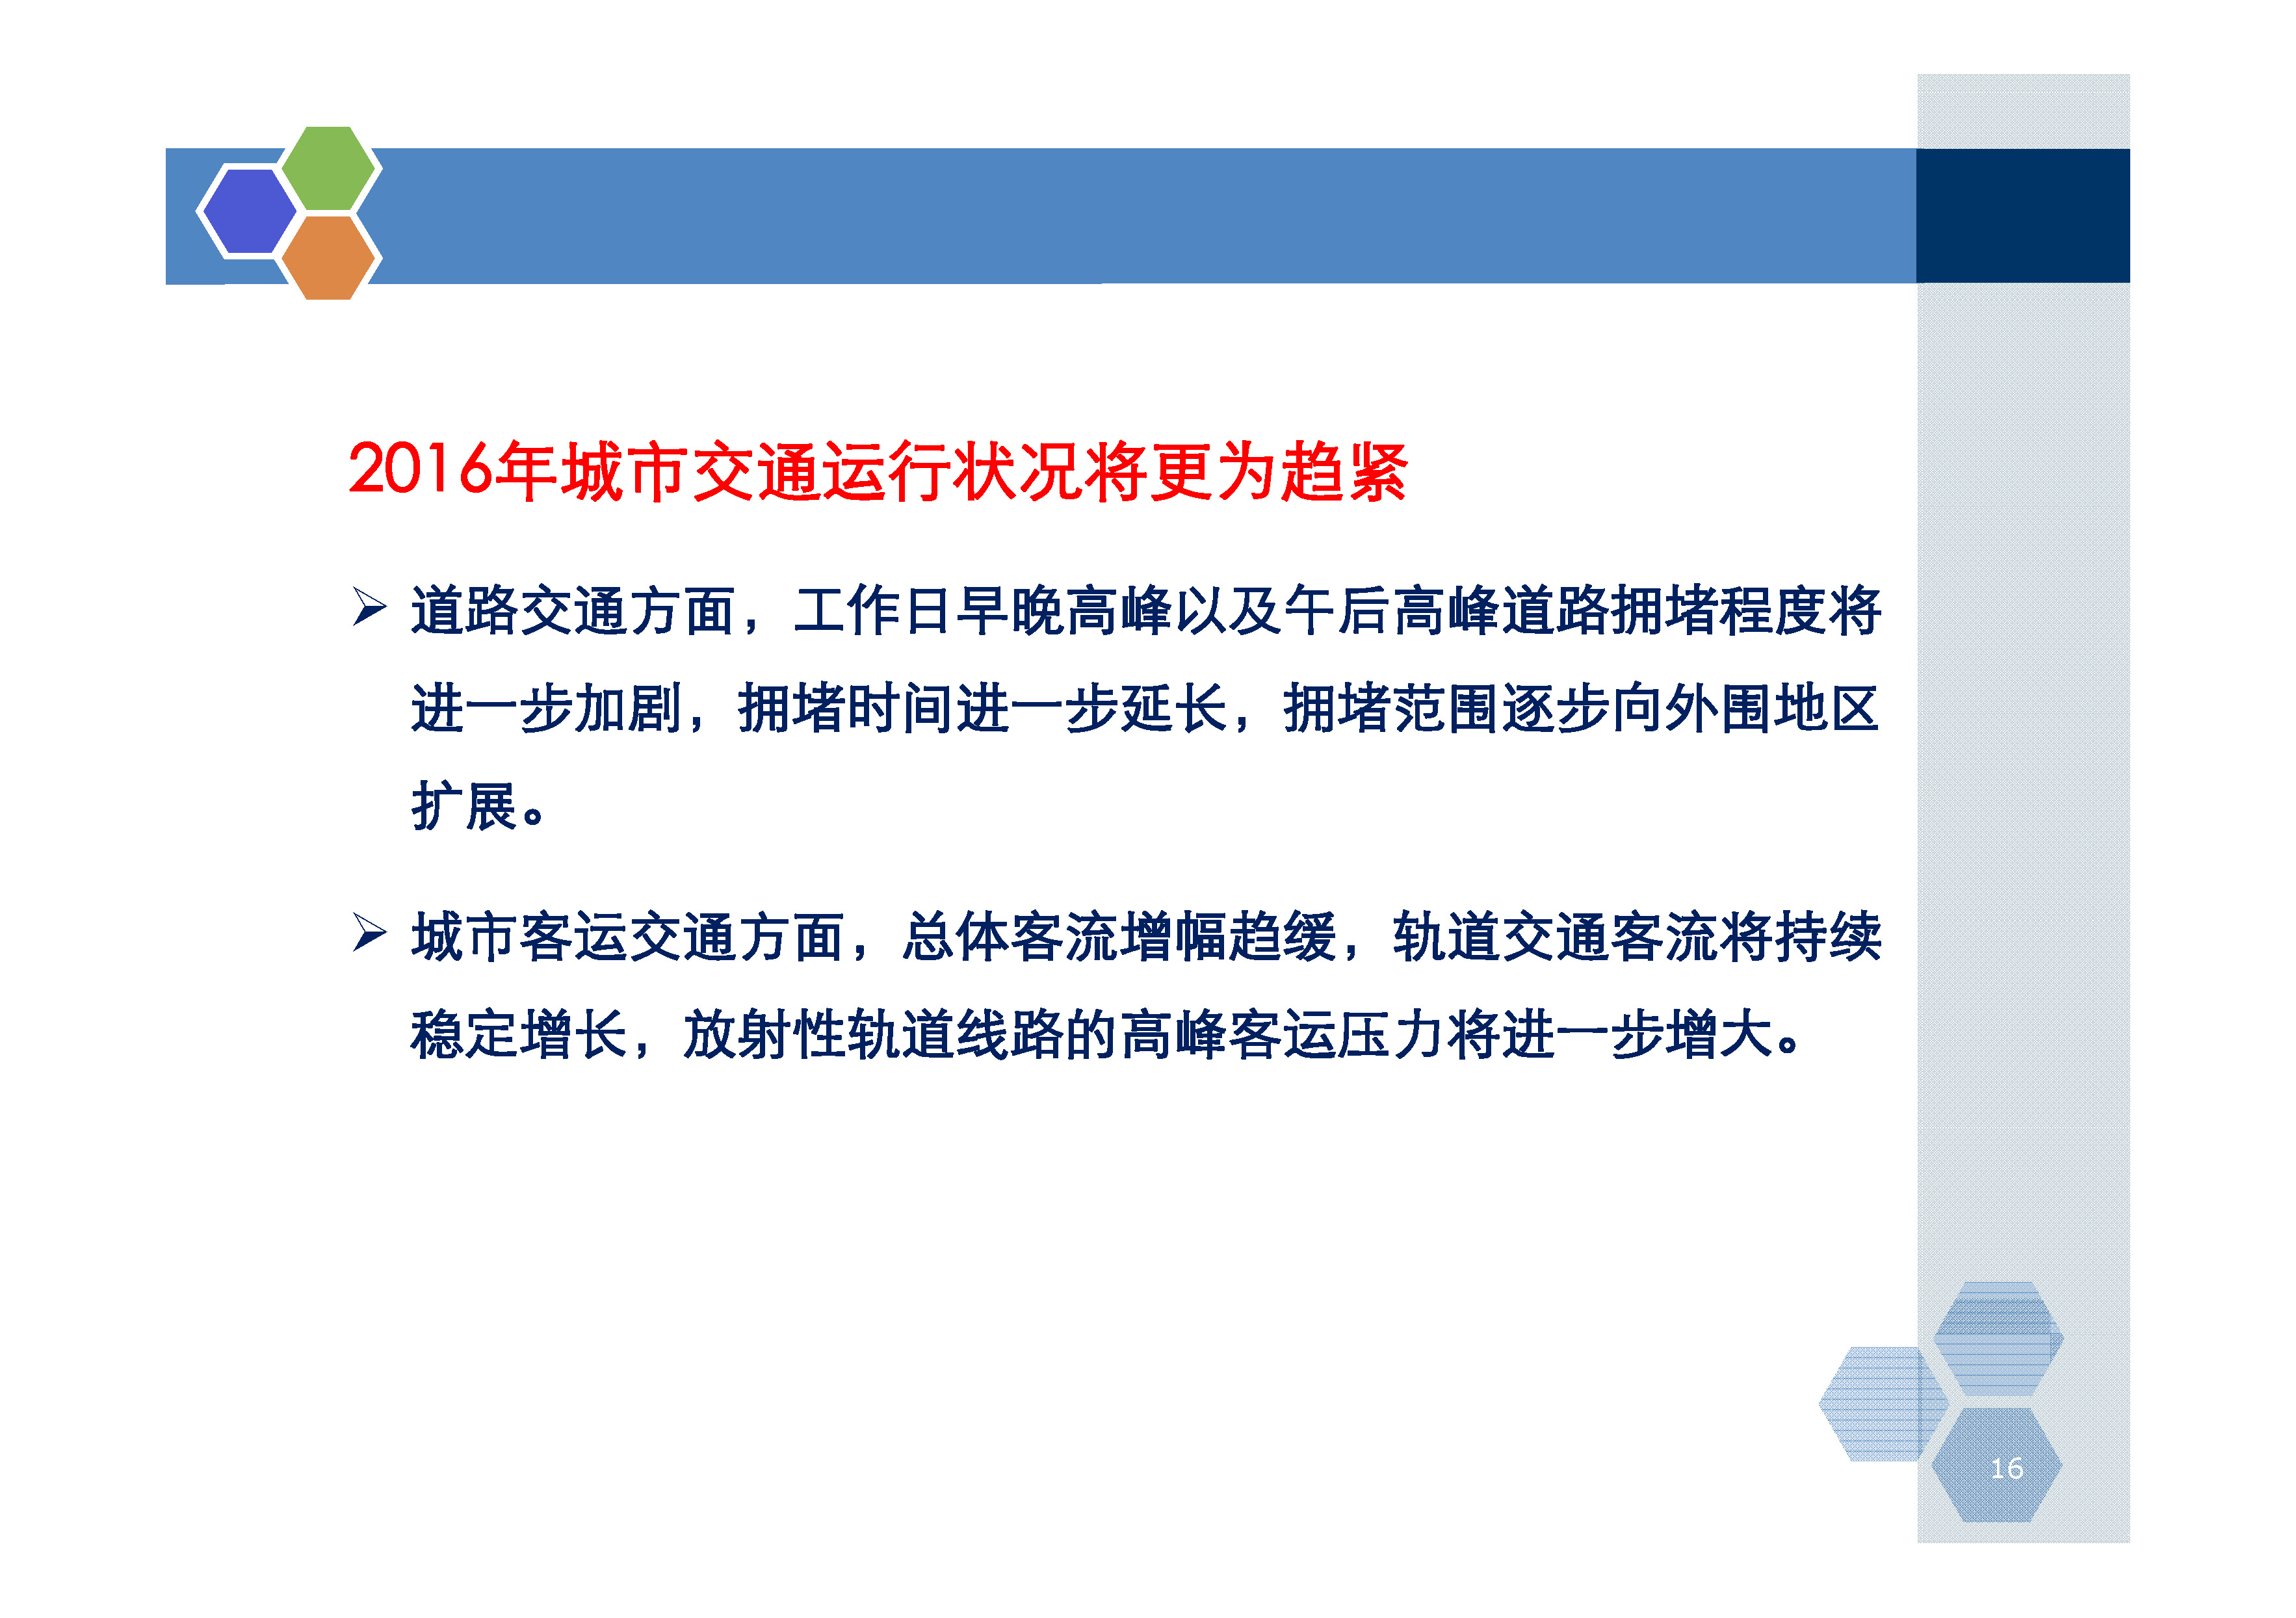 2016年城市交通运行状况将更为趋紧
➢ 道路交通方面，工作日早晚高峰以及午后高峰道路拥堵程度将
进一步加剧，拥堵时间进一步延长，拥堵范围逐步向外围地区
扩展。
➢ 城市客运交通方面，总体客流增幅趋缓，轨道交通客流将持续
稳定增长，放射性轨道线路的高峰客运压力将进一步增大。
16